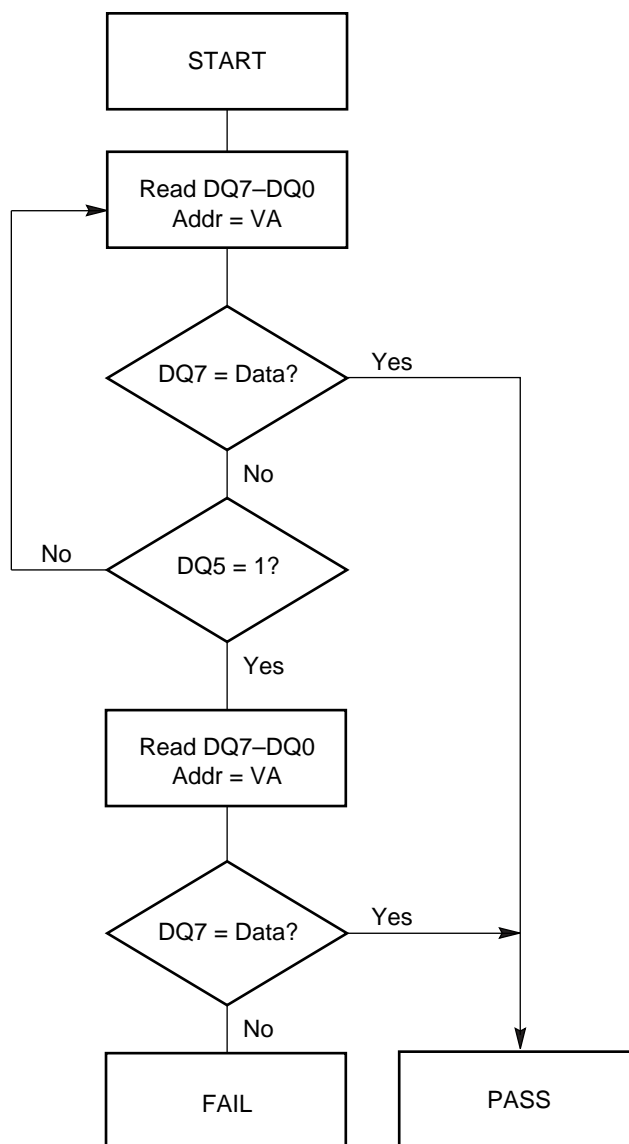 START
Read DQ7–DQ0
Addr = VA
DQ7 = Data?
Yes
No
No
DQ5 = 1?
Yes
Read DQ7–DQ0
Addr = VA
DQ7 = Data?
Yes
No
FAIL
PASS